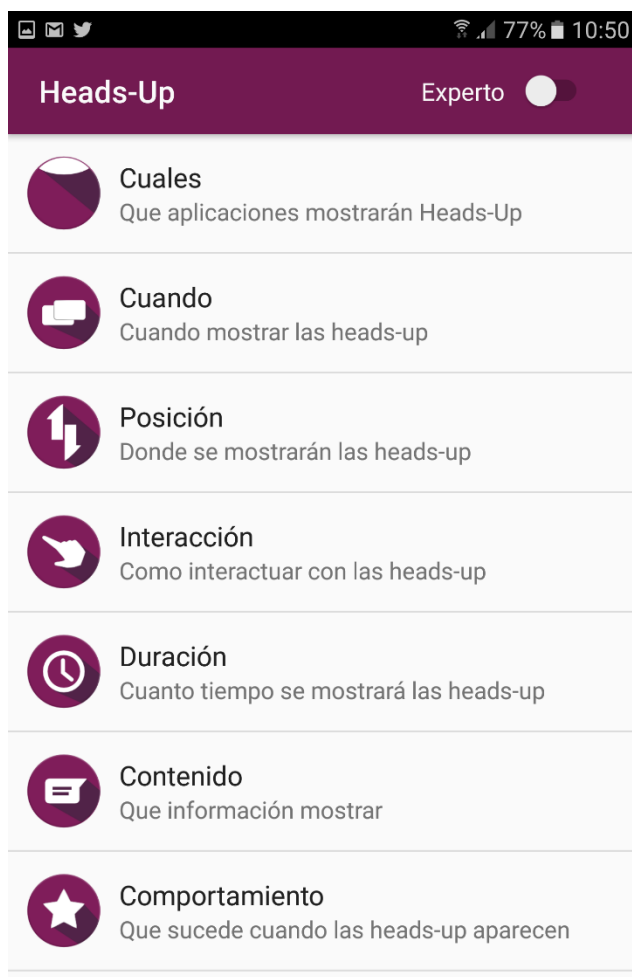 77% 10:50
Heads-Up Experto
Cuales
Que aplicaciones mostrarán Heads-Up
Cuando
Cuando mostrar las heads-up
Posición
Donde se mostrarán las heads-up
Interacción
Como interactuar con las heads-up
Duración
Cuanto tiempo se mostrará las heads-up
Contenido
Que información mostrar
Comportamiento
Que sucede cuando las heads-up aparecen